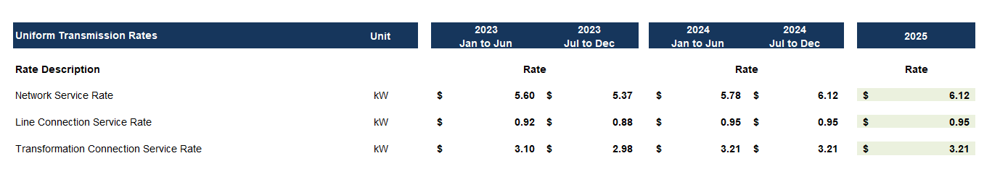 Uniform Transmission Rates Unit 2023 Jan to Jun 2023 Jul to Dec 2024 Jan to Jun 2024 Jul to Dec 2025
Rate Description Rate Rate Rate
Network Service Rate kW $ 5.60 $ 5.37 $ 5.78 $ 6.12 $ 6.12
Line Connection Service Rate kW $ 0.92 $ 0.88 $ 0.95 $ 0.95 $ 0.95
Transformation Connection Service Rate kW $ 3.10 $ 2.98 $ 3.21 $ 3.21 $ 3.21